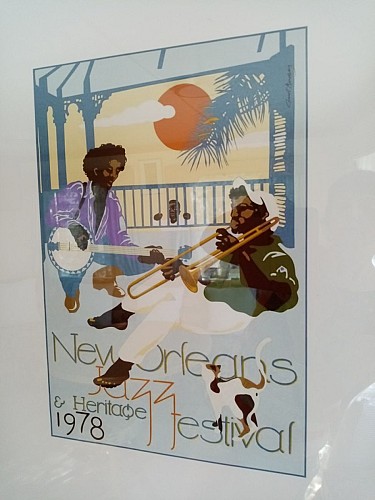 New Orleans
Jazz
& Heritage
Festival
1978